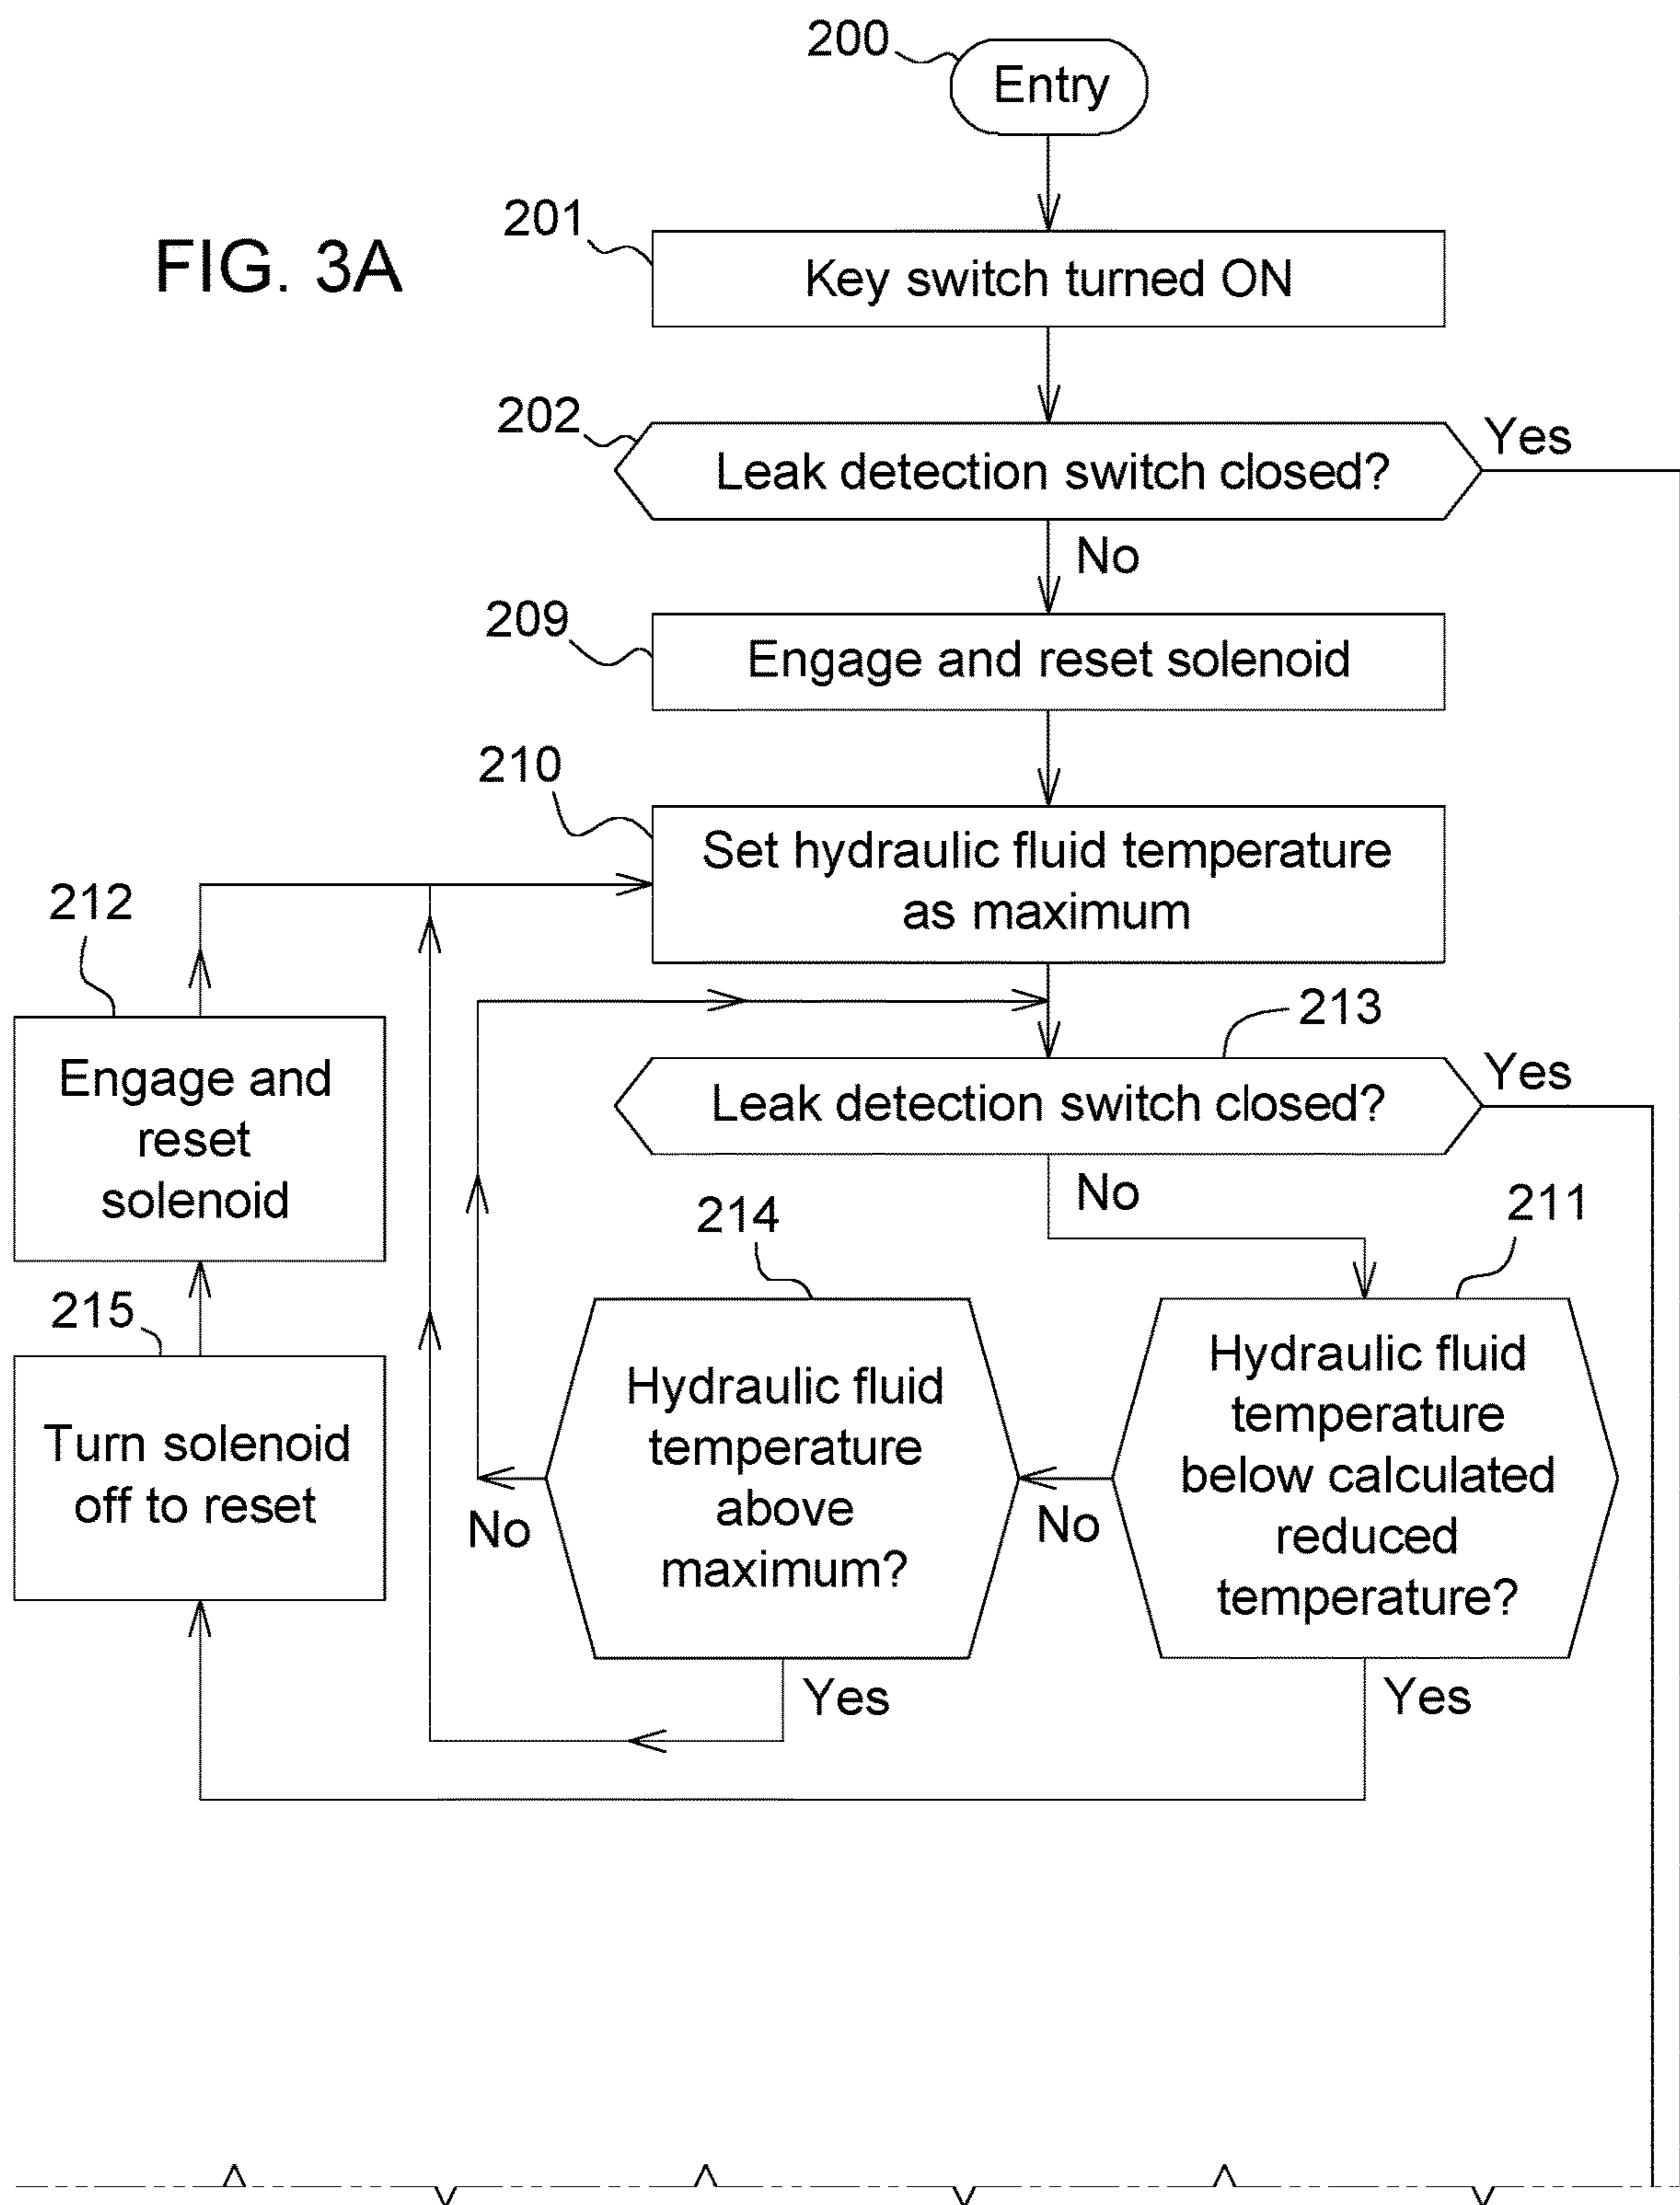 200
Entry
FIG. 3A
201
Key switch turned ON
202
Leak detection switch closed?
Yes
No
209
Engage and reset solenoid
210
Set hydraulic fluid temperature
as maximum
212
Engage and
reset
solenoid
213
Leak detection switch closed?
Yes
No
211
214
215
Turn solenoid
off to reset
Hydraulic fluid
temperature
above
maximum?
No
Yes
Hydraulic fluid
temperature
below calculated
reduced
temperature?
No
Yes